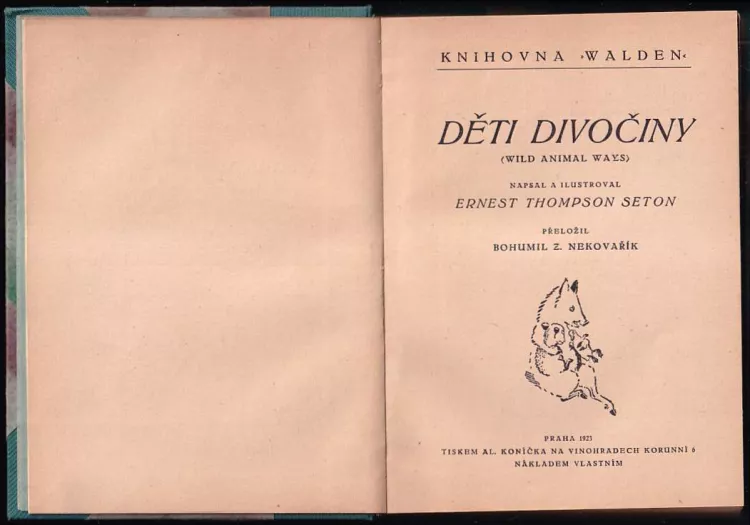 KNIHOVNA ›WALDEN‹
DĚTI DIVOČINY
(WILD ANIMAL WAYS)
NAPSAL A ILUSTROVAL
ERNEST THOMPSON SETON
PŘELOŽIL
BOHUMIL Z. NEKOVAŘÍK
PRAHA 1923
TISKEM AL. KONÍČKA NA VINOHRADECH KORUNNÍ 6
NÁKLADEM VLASTNÍM